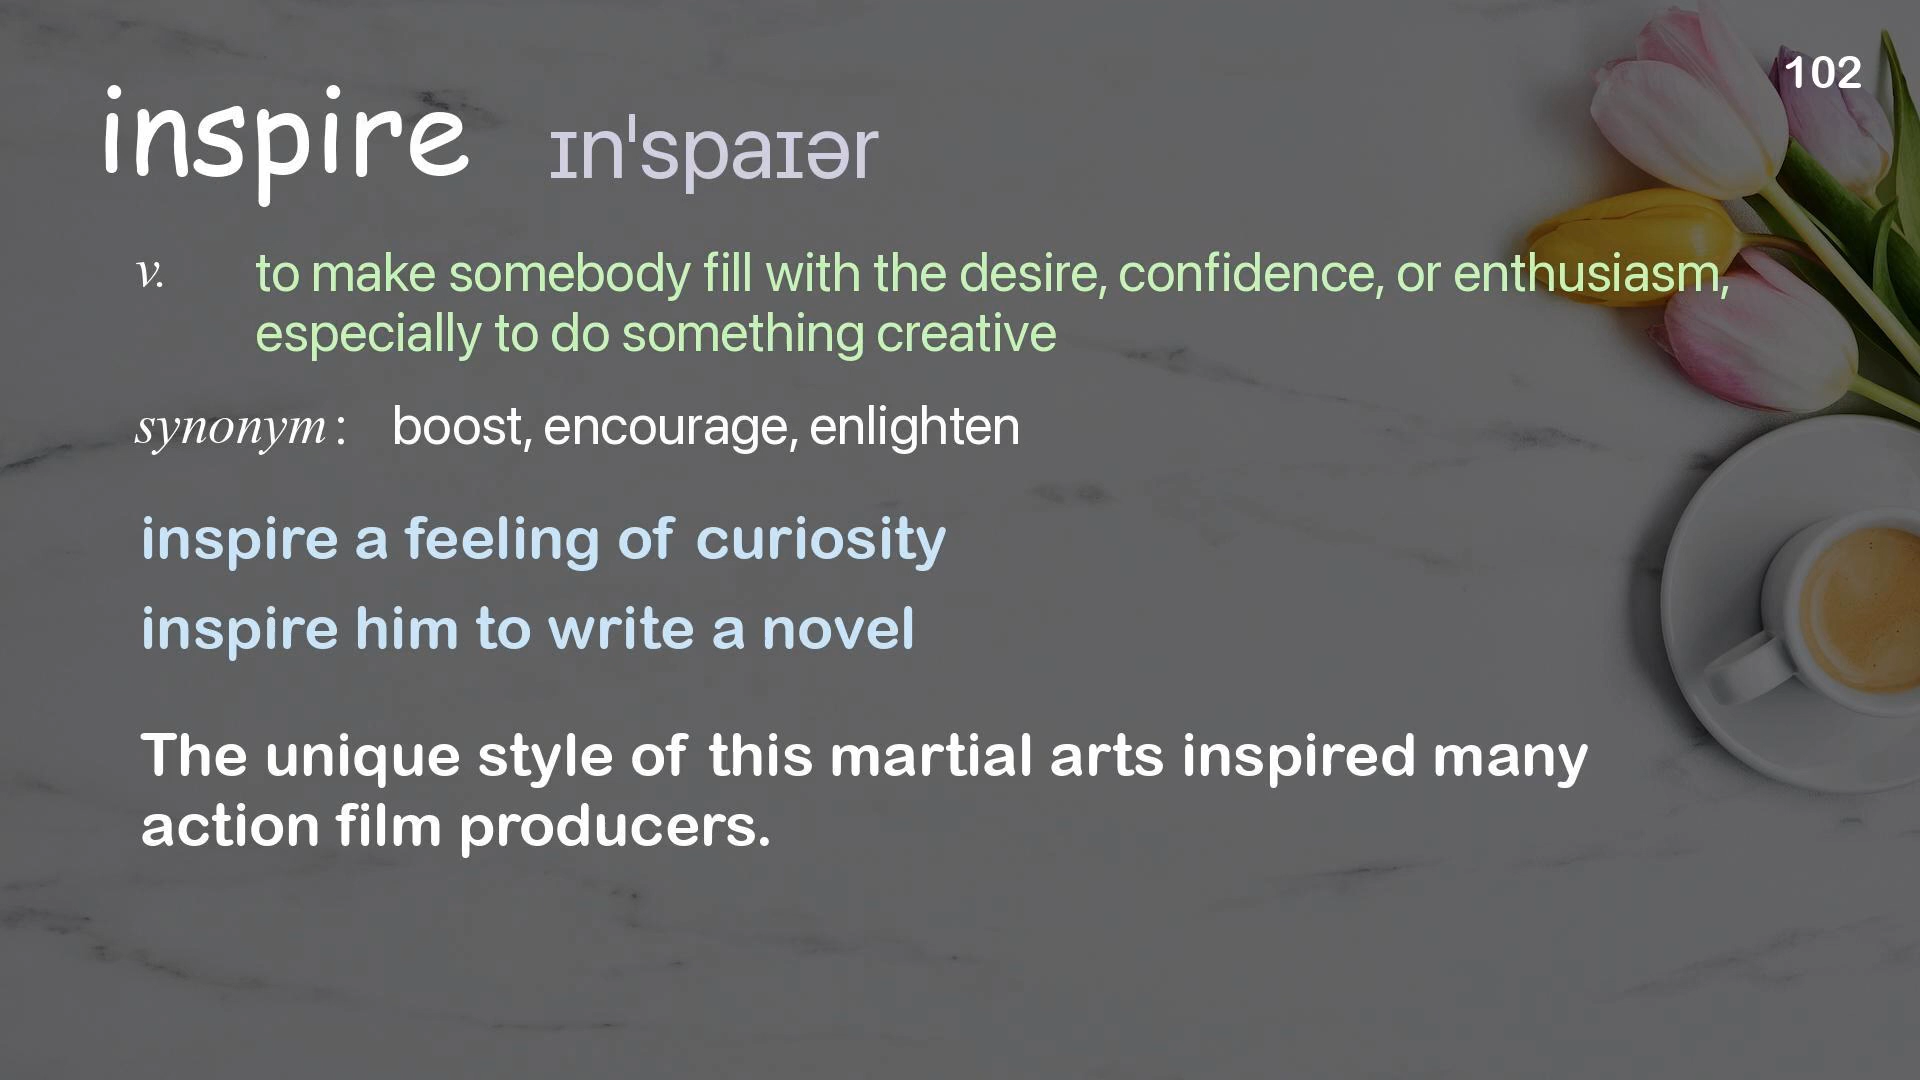 102
inspire ɪnˈspaɪər
v. to make somebody fill with the desire, confidence, or enthusiasm,
especially to do something creative
synonym : boost, encourage, enlighten
inspire a feeling of curiosity
inspire him to write a novel
The unique style of this martial arts inspired many
action film producers.